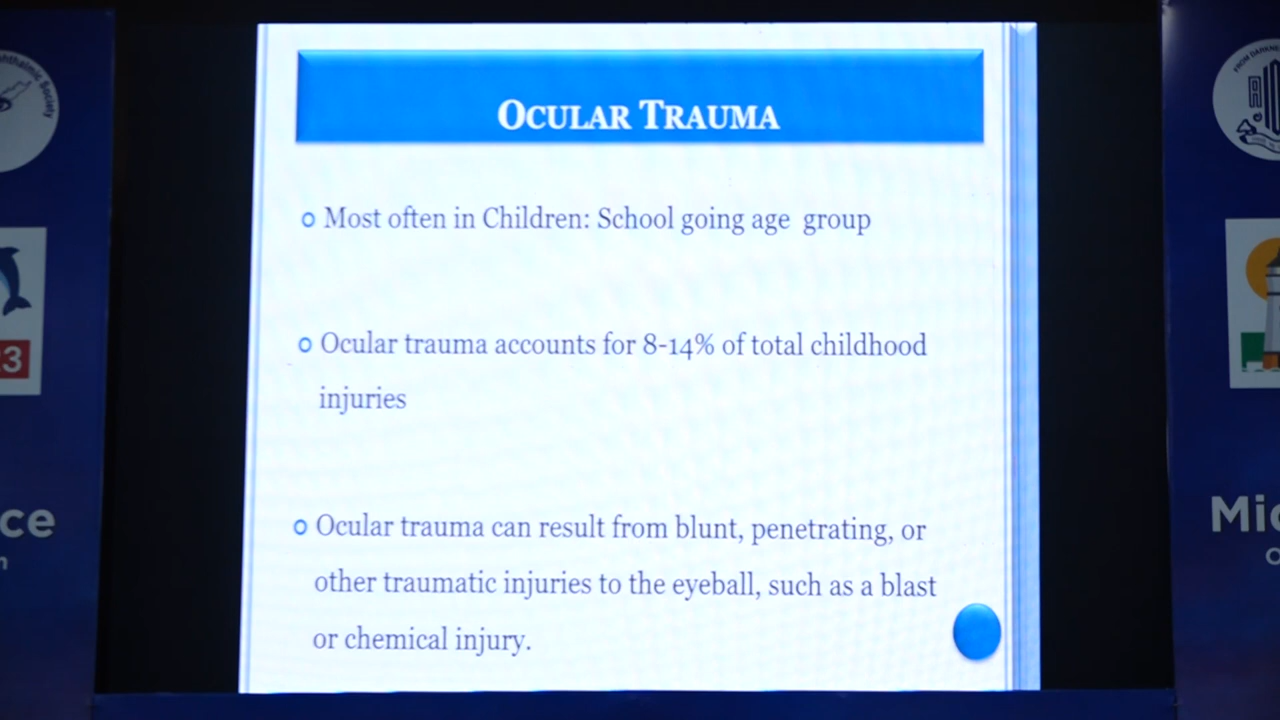 OCULAR TRAUMA
Most often in Children: School going age group
Ocular trauma accounts for 8-14% of total childhood
injuries
Ocular trauma can result from blunt, penetrating, or
other traumatic injuries to the eyeball, such as a blast
or chemical injury.